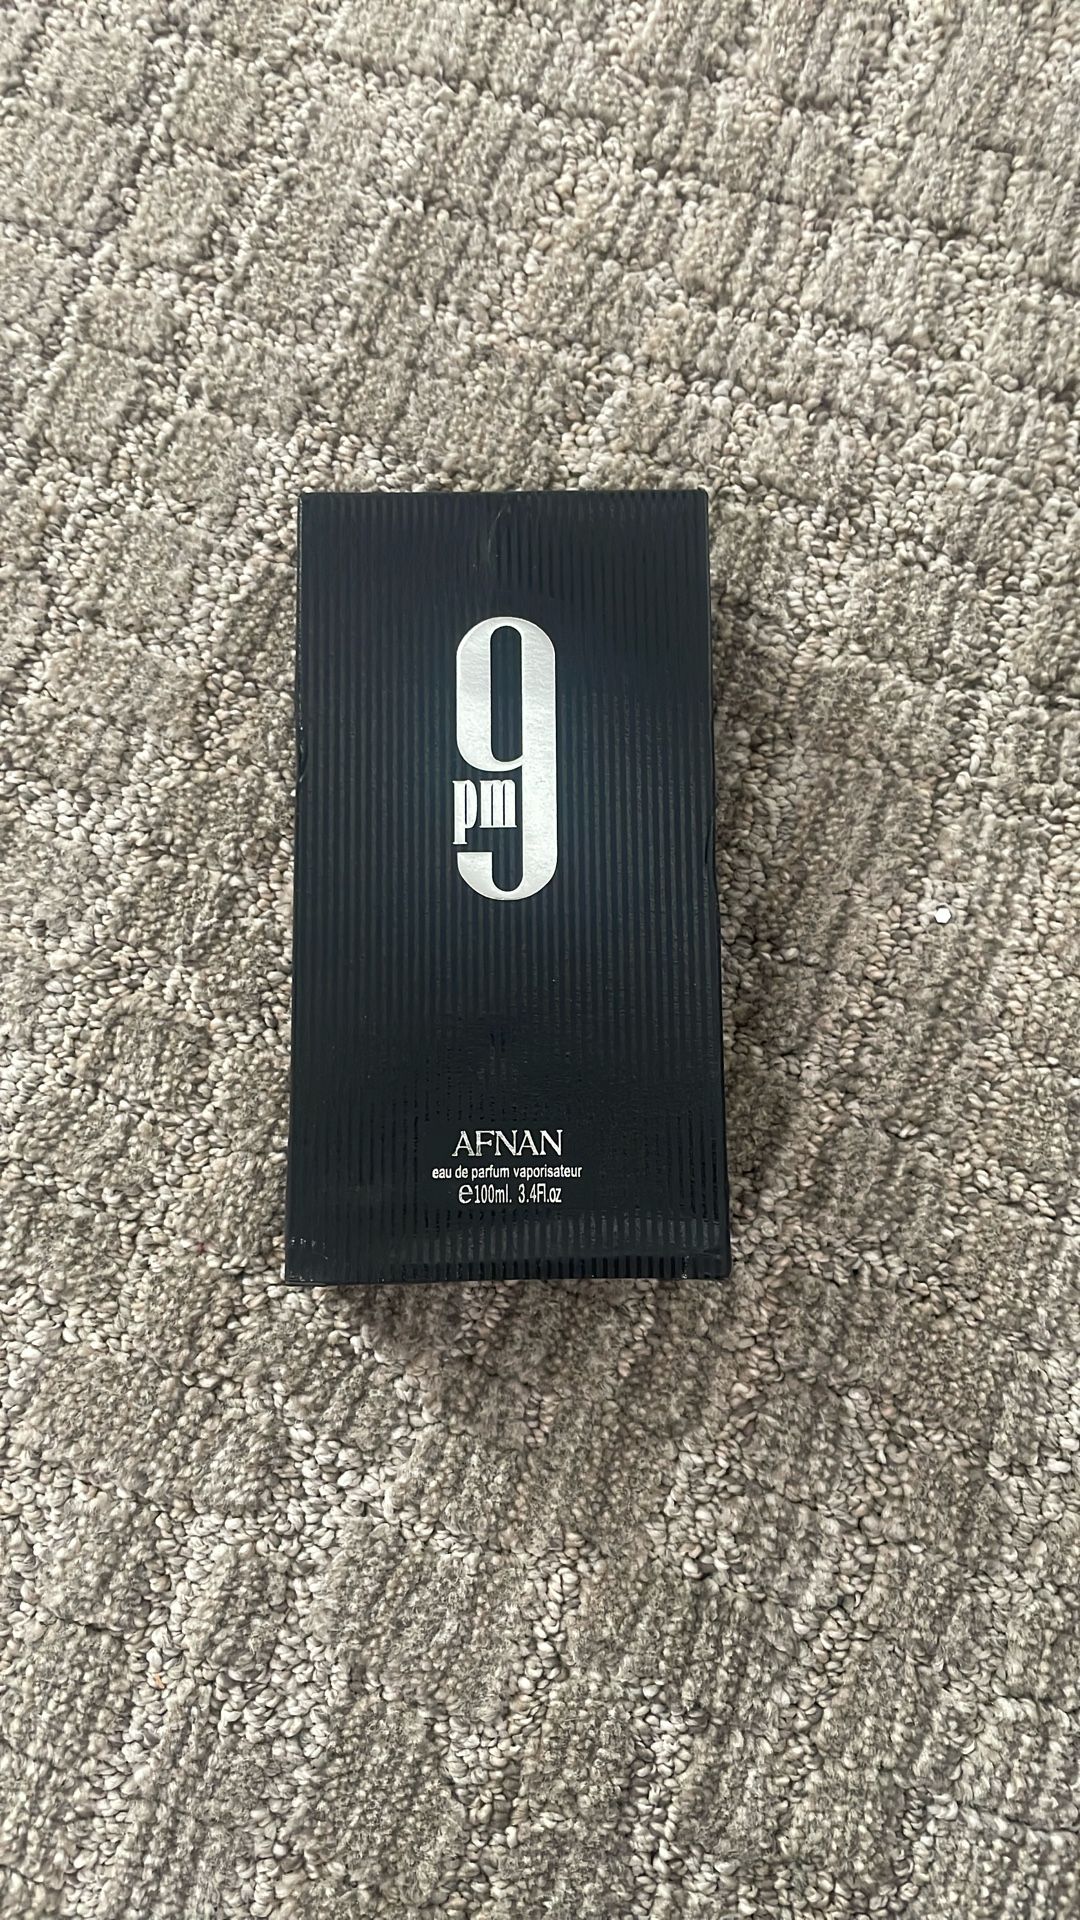 9
pm
AFNAN
eau de parfum vaporisateur
℮100ml. 3.4Fl.oz